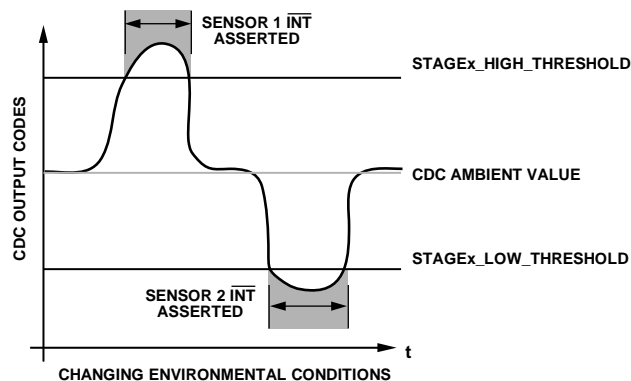 SENSOR 1 INT
ASSERTED
STAGEx_HIGH_THRESHOLD
CDC OUTPUT CODES
CDC AMBIENT VALUE
STAGEx_LOW_THRESHOLD
SENSOR 2 INT
ASSERTED
t
CHANGING ENVIRONMENTAL CONDITIONS